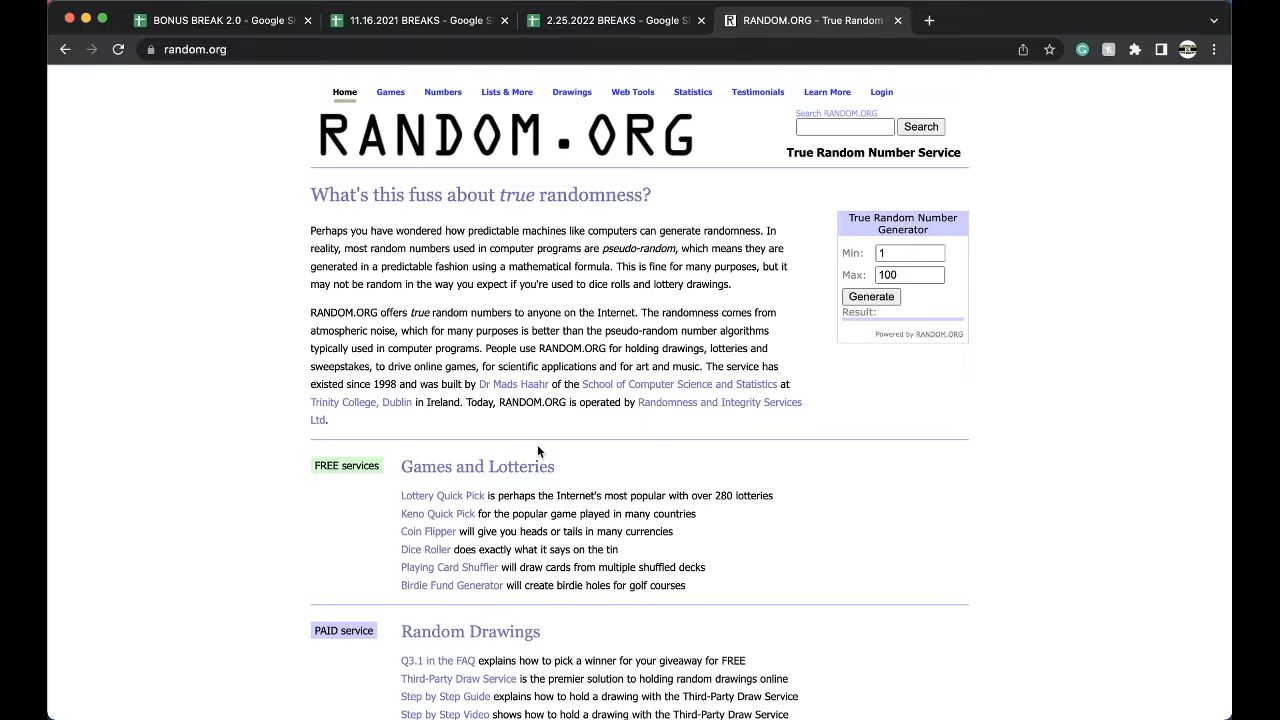 BONUS BREAK 2.0 - Google Sl
11.16.2021 BREAKS - Google S
2.25.2022 BREAKS - Google Sl
RANDOM.ORG - True Random
random.org
Home Games Numbers Lists & More Drawings Web Tools Statistics Testimonials Learn More Login
RANDOM.ORG
Search RANDOM.ORG
Search
True Random Number Service
What's this fuss about true randomness?
Perhaps you have wondered how predictable machines like computers can generate randomness. In
reality, most random numbers used in computer programs are pseudo-random, which means they are
generated in a predictable fashion using a mathematical formula. This is fine for many purposes, but it
may not be random in the way you expect if you're used to dice rolls and lottery drawings.
RANDOM.ORG offers true random numbers to anyone on the Internet. The randomness comes from
atmospheric noise, which for many purposes is better than the pseudo-random number algorithms
typically used in computer programs. People use RANDOM.ORG for holding drawings, lotteries and
sweepstakes, to drive online games, for scientific applications and for art and music. The service has
existed since 1998 and was built by Dr Mads Haahr of the School of Computer Science and Statistics at
Trinity College, Dublin in Ireland. Today, RANDOM.ORG is operated by Randomness and Integrity Services
Ltd.
True Random Number
Generator
Min: 1
Max: 100
Generate
Result:
Powered by RANDOM.ORG
FREE services
Games and Lotteries
Lottery Quick Pick is perhaps the Internet's most popular with over 280 lotteries
Keno Quick Pick for the popular game played in many countries
Coin Flipper will give you heads or tails in many currencies
Dice Roller does exactly what it says on the tin
Playing Card Shuffler will draw cards from multiple shuffled decks
Birdie Fund Generator will create birdie holes for golf courses
PAID service
Random Drawings
Q3.1 in the FAQ explains how to pick a winner for your giveaway for FREE
Third-Party Draw Service is the premier solution to holding random drawings online
Step by Step Guide explains how to hold a drawing with the Third-Party Draw Service
Step by Step Video shows how to hold a drawing with the Third-Party Draw Service